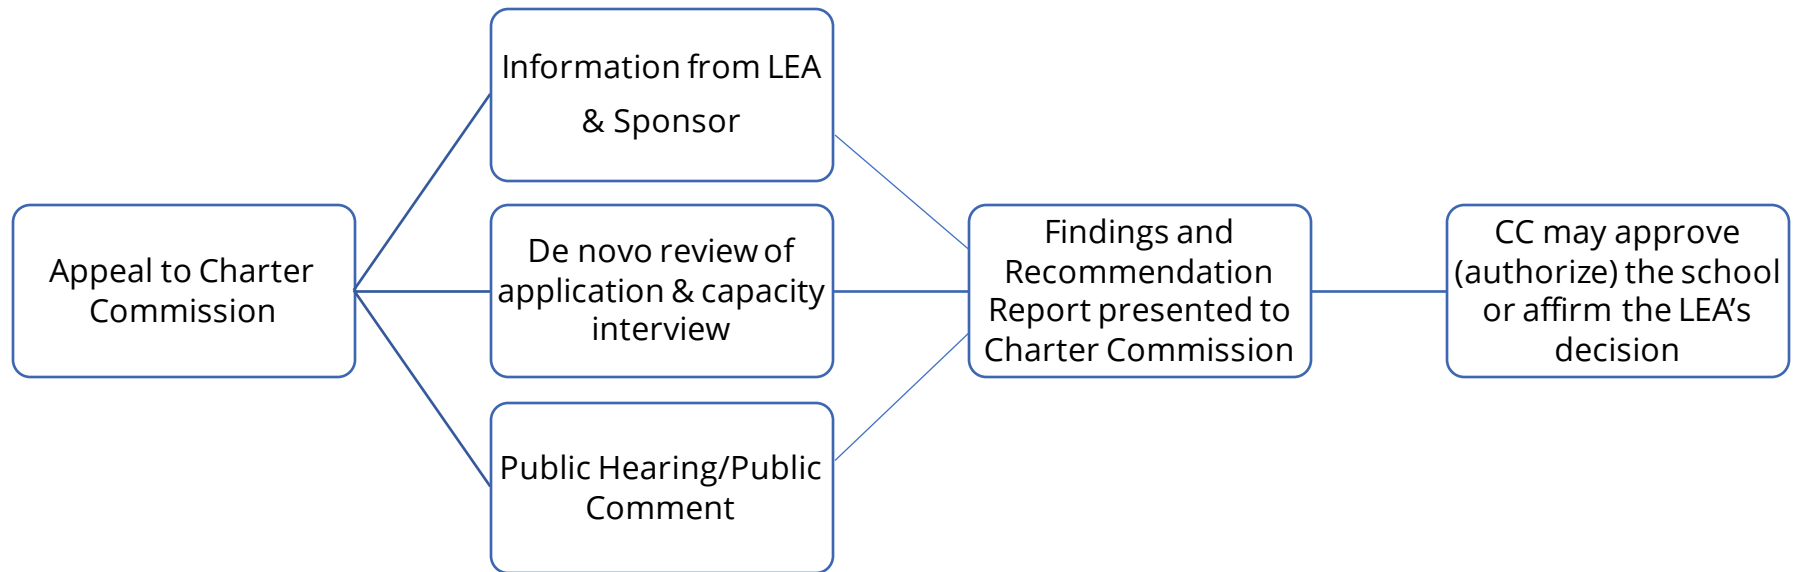 Information from LEA
& Sponsor
Appeal to Charter
Commission
De novo review of
application & capacity
interview
Public Hearing/Public
Comment
Findings and
Recommendation
Report presented to
Charter Commission
CC may approve
(authorize) the school
or affirm the LEA’s
decision